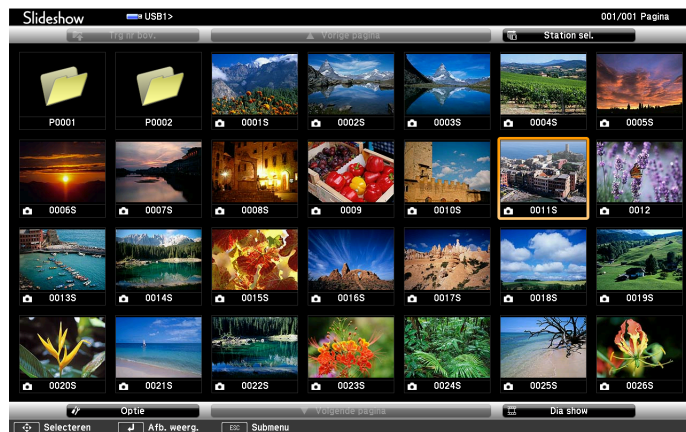 Slideshow USB1> 001/001 Pagina
Trg nr bov. Vorige pagina Station sel.
P0001 P0002 0001S 0002S 0003S 0004S 0005S
0006S 0007S 0008S 0009 0010S 0011S 0012
0013S 0014S 0015S 0016S 0017S 0018S 0019S
0020S 0021S 0022S 0023S 0024S 0025S 0026S
Optie Volgende pagina Dia show
Selecteren Afb. weerg. ESC Submenu